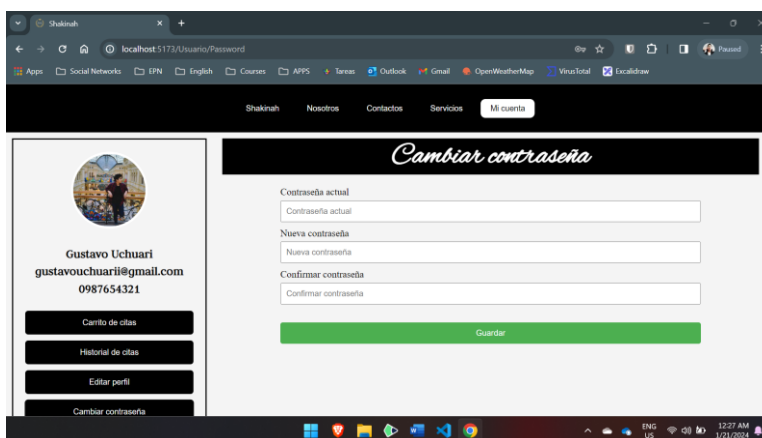 Shakinah
localhost:5173/Usuario/Password
Paused
Apps Social Networks EPN English Courses APPS Tareas Outlook Gmail OpenWeatherMap VirusTotal Excalidraw
Shakinah Nosotros Contactos Servicios Mi cuenta
Cambiar contraseña
Gustavo Uchuari
gustavouchuarii@gmail.com
0987654321
Carrito de citas
Historial de citas
Editar perfil
Cambiar contraseña
Contraseña actual
Contraseña actual
Nueva contraseña
Nueva contraseña
Confirmar contraseña
Confirmar contraseña
Guardar
ENG
US
12:27 AM
1/21/2024